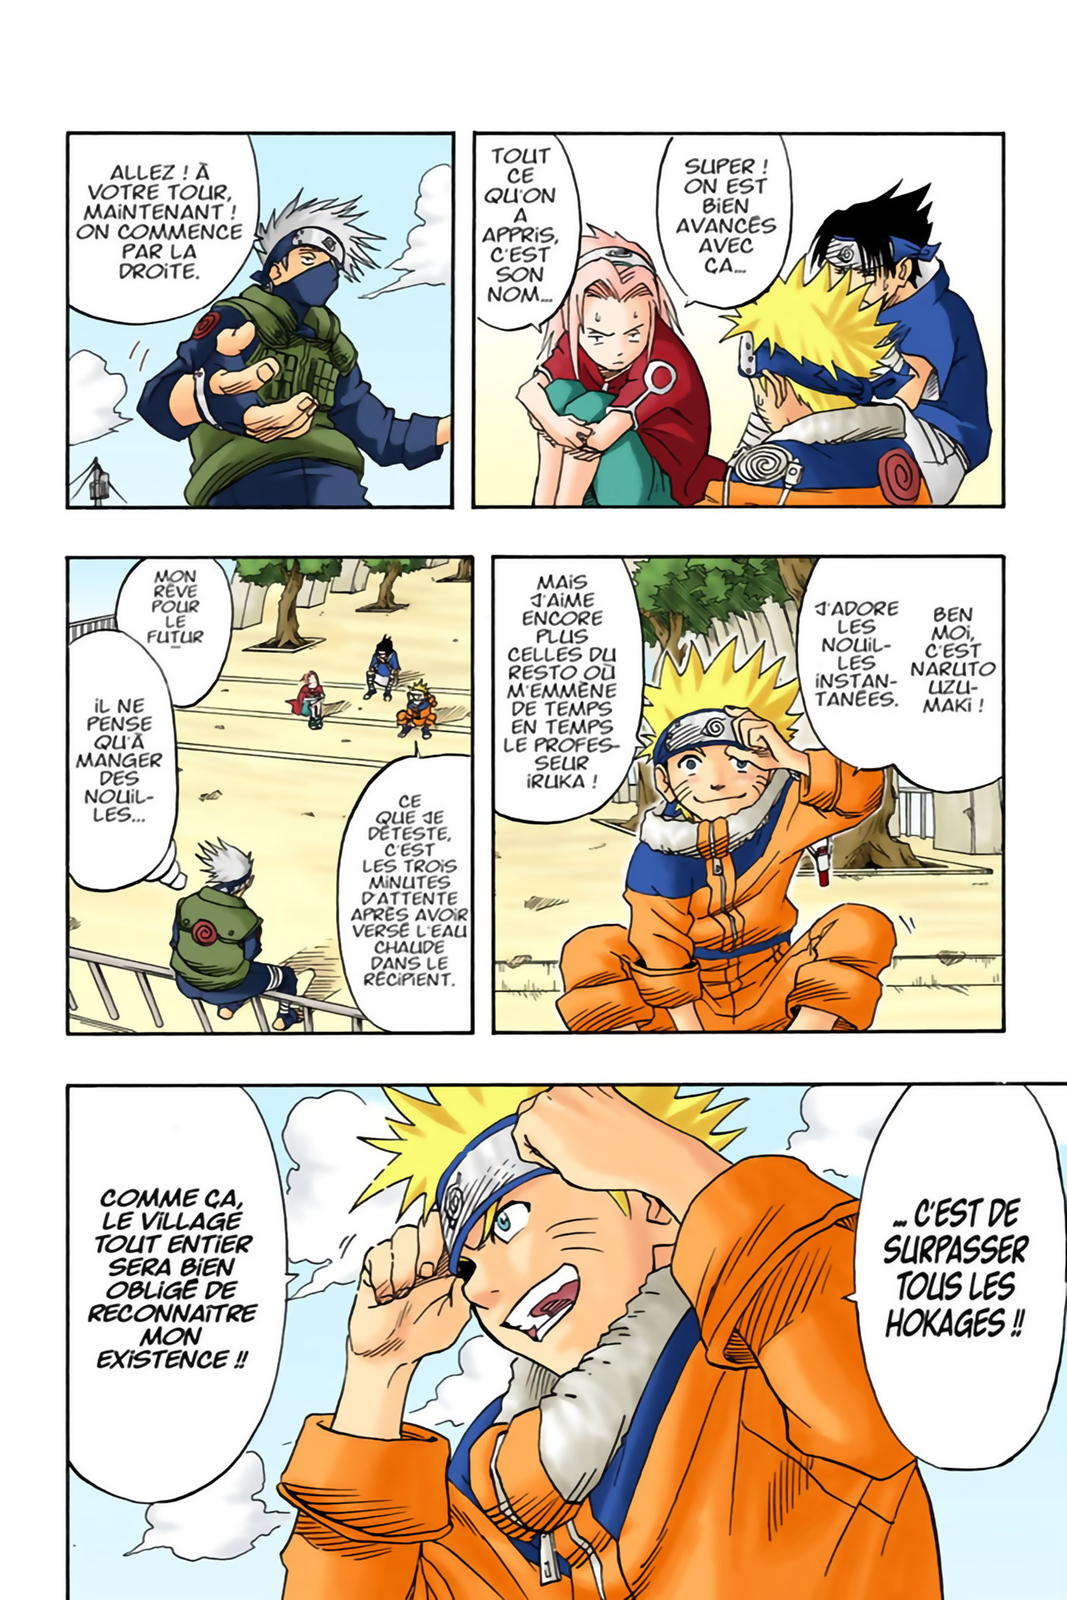 SUPER !
ON EST
BIEN
AVANCÉS
AVEC
ÇA...
TOUT
CE
QU'ON
A
APPRIS,
C'EST
SON
NOM...
ALLEZ ! À
VOTRE TOUR,
MAINTENANT !
ON COMMENCE
PAR LA
DROITE.
BEN
MOI,
C'EST
NARUTO
UZU-
MAKI !
J'ADORE
LES
NOUIL-
LES
INSTAN-
TANÉES.
MAIS
J'AIME
ENCORE
PLUS
CELLES DU
RESTO OÙ
M'EMMÈNE
DE TEMPS
EN TEMPS
LE PROFES-
SEUR
IRUKA !
CE
QUE JE
DÉTESTE,
C'EST
LES TROIS
MINUTES
D'ATTENTE
APRÈS AVOIR
VERSÉ L'EAU
CHAUDE
DANS LE
RÉCIPIENT.
MON
RÊVE
POUR
LE
FUTUR
...
IL NE
PENSE
QU'À
MANGER
DES
NOUIL-
LES...
... C'EST DE
SURPASSER
TOUS LES
HOKAGES !!
COMME ÇA,
LE VILLAGE
TOUT ENTIER
SERA BIEN
OBLIGÉ DE
RECONNAÎTRE
MON
EXISTENCE !!